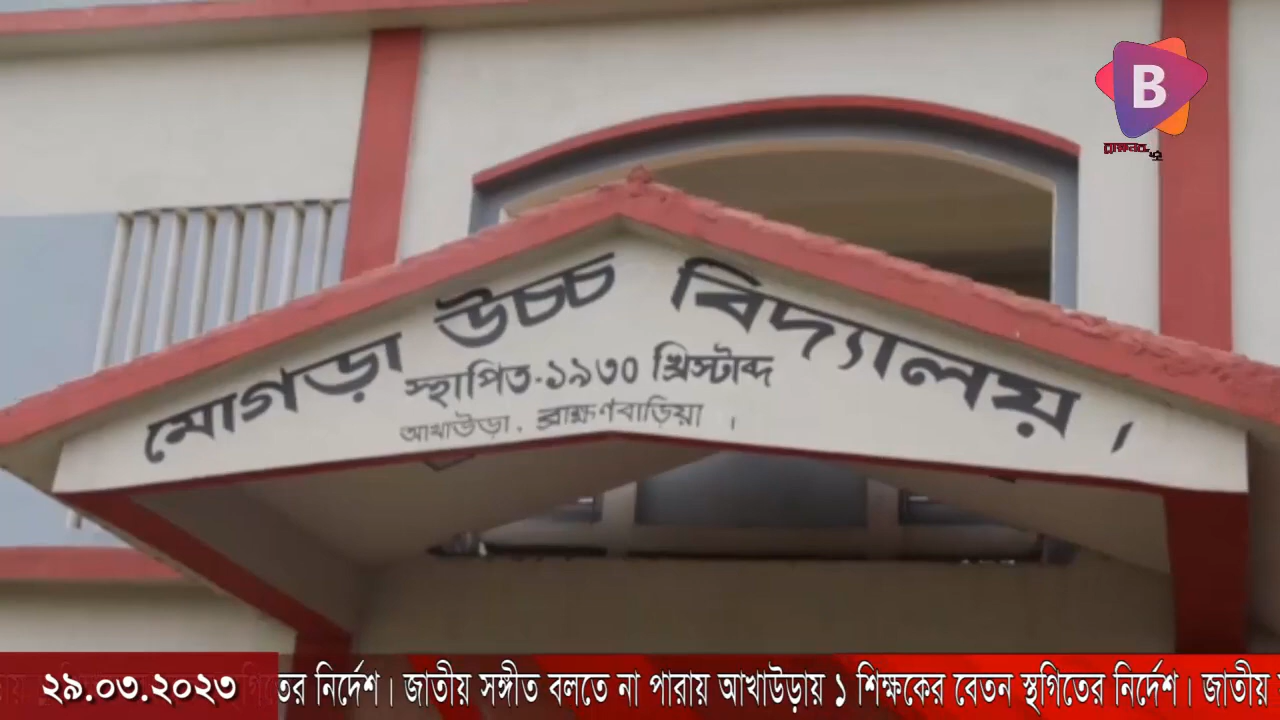 B
মোগড়া উচ্চ বিদ্যালয় ।
স্থাপিত-১৯৩০ খ্রিস্টাব্দ
আখাউড়া, ব্রাহ্মণবাড়িয়া ।
২৯.০৩.২০২৩ তের নির্দেশ। জাতীয় সঙ্গীত বলতে না পারায় আখাউড়ায় ১ শিক্ষকের বেতন স্থগিতের নির্দেশ। জাতীয়